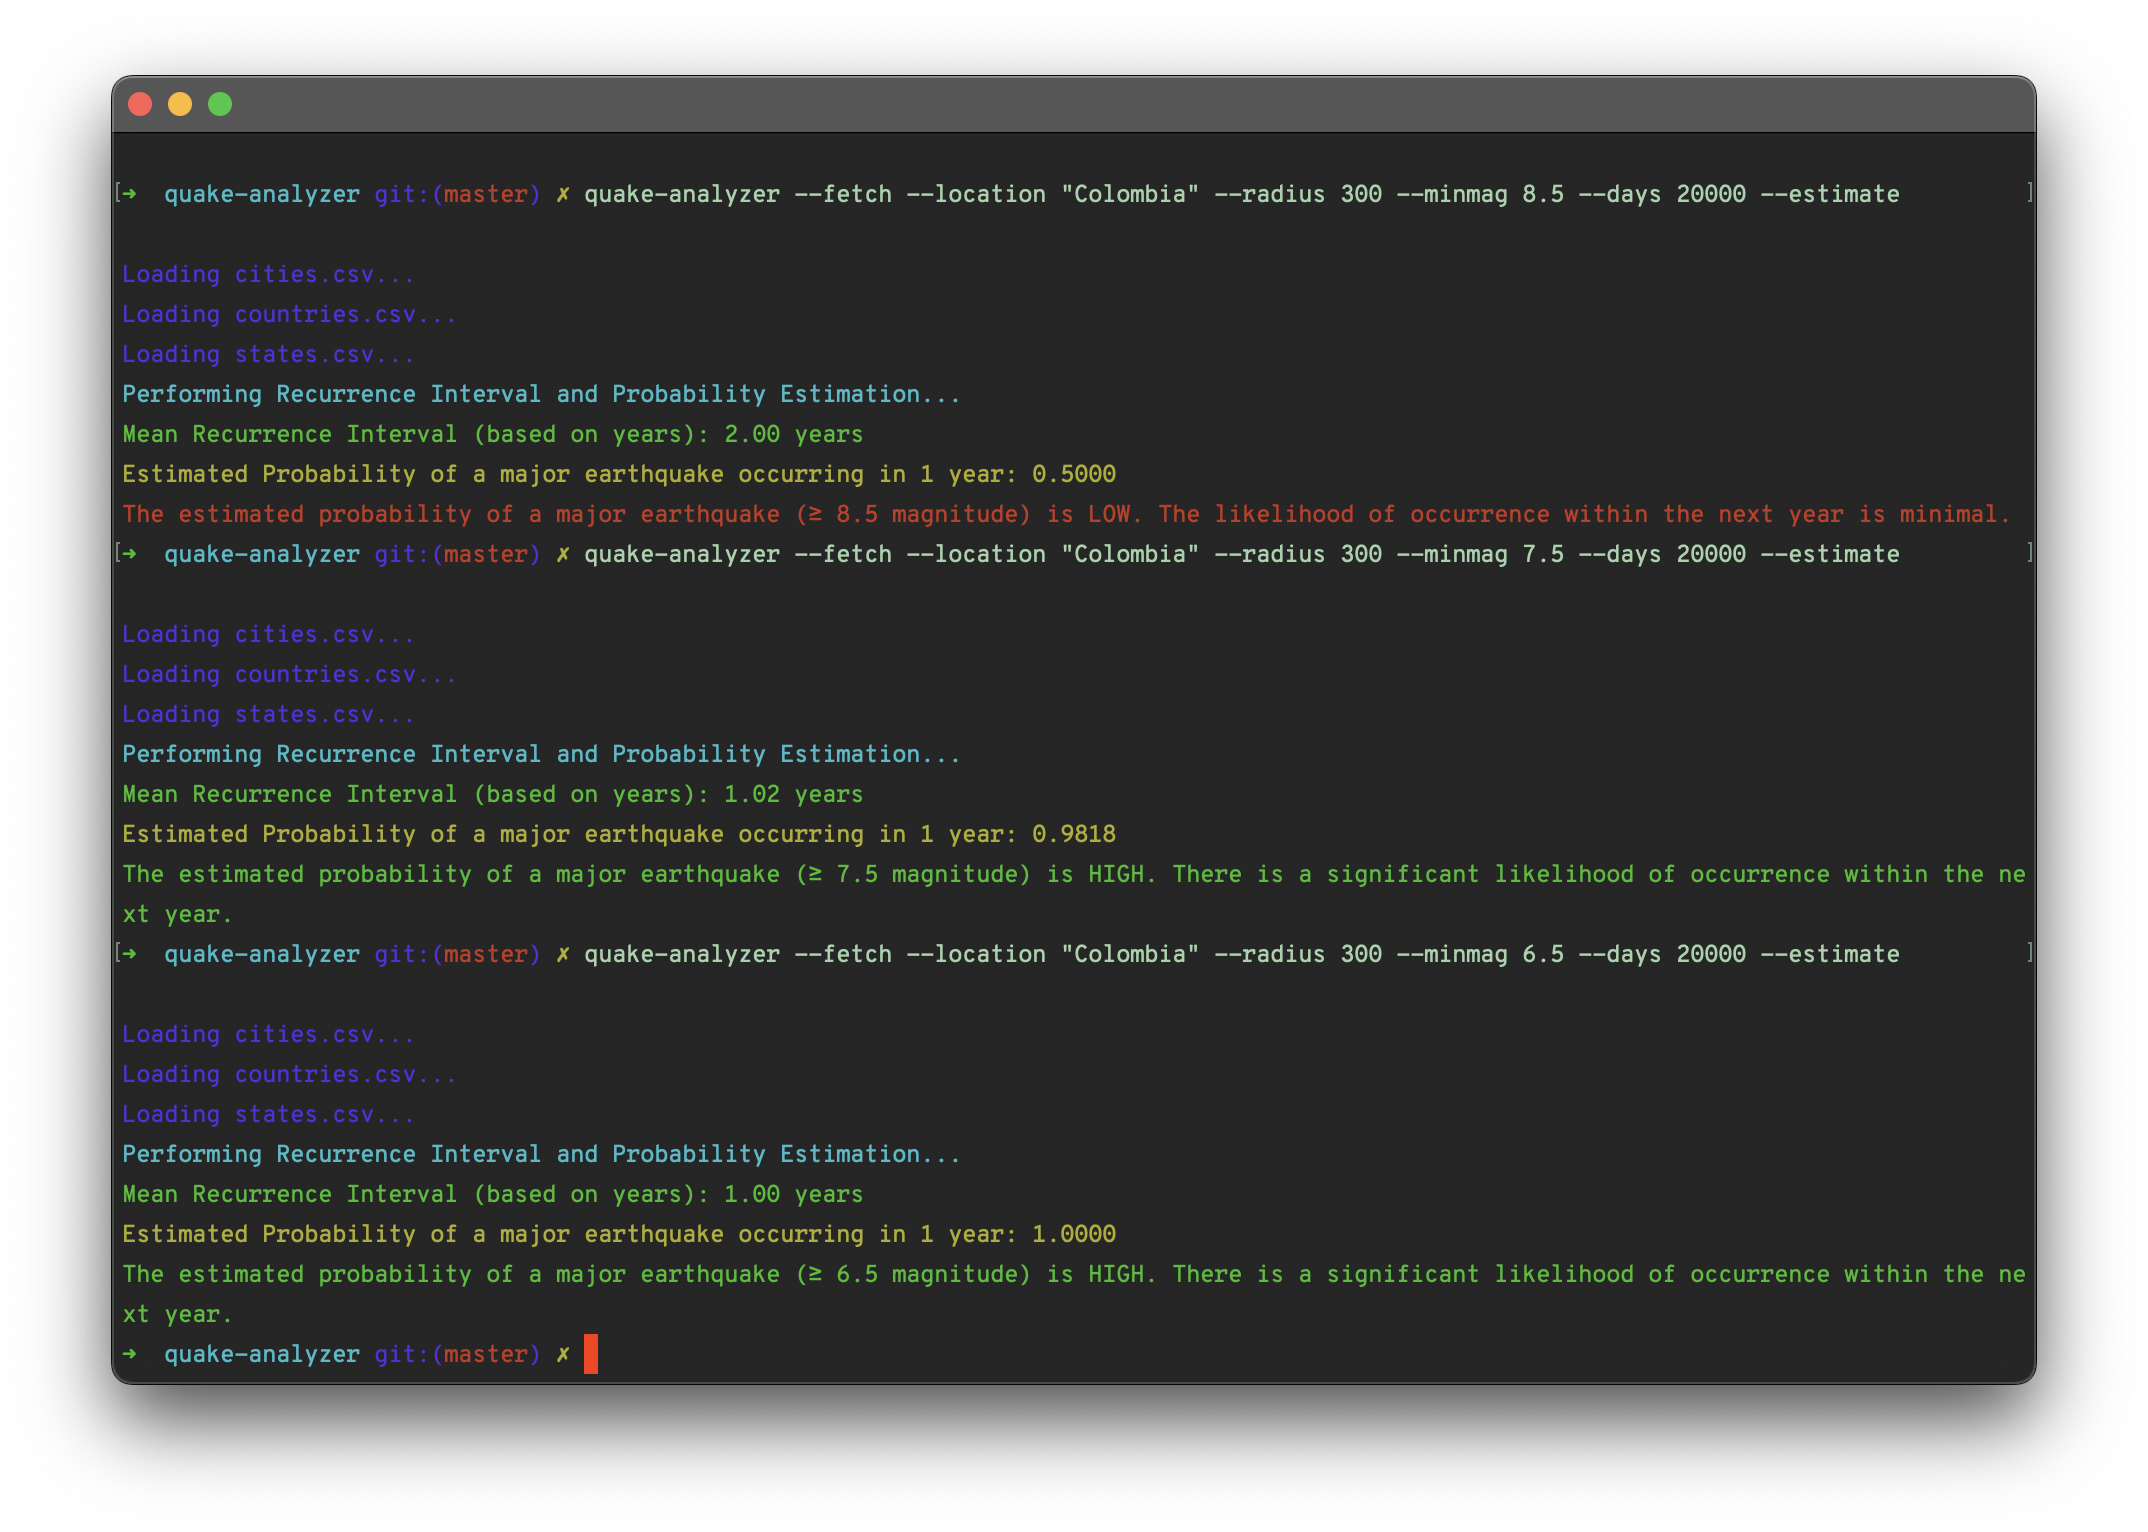 [➜  quake-analyzer git:(master) ✗ quake-analyzer --fetch --location "Colombia" --radius 300 --minmag 8.5 --days 20000 --estimate ]
Loading cities.csv...
Loading countries.csv...
Loading states.csv...
Performing Recurrence Interval and Probability Estimation...
Mean Recurrence Interval (based on years): 2.00 years
Estimated Probability of a major earthquake occurring in 1 year: 0.5000
The estimated probability of a major earthquake (≥ 8.5 magnitude) is LOW. The likelihood of occurrence within the next year is minimal.
[➜  quake-analyzer git:(master) ✗ quake-analyzer --fetch --location "Colombia" --radius 300 --minmag 7.5 --days 20000 --estimate ]
Loading cities.csv...
Loading countries.csv...
Loading states.csv...
Performing Recurrence Interval and Probability Estimation...
Mean Recurrence Interval (based on years): 1.02 years
Estimated Probability of a major earthquake occurring in 1 year: 0.9818
The estimated probability of a major earthquake (≥ 7.5 magnitude) is HIGH. There is a significant likelihood of occurrence within the ne
xt year.
[➜  quake-analyzer git:(master) ✗ quake-analyzer --fetch --location "Colombia" --radius 300 --minmag 6.5 --days 20000 --estimate ]
Loading cities.csv...
Loading countries.csv...
Loading states.csv...
Performing Recurrence Interval and Probability Estimation...
Mean Recurrence Interval (based on years): 1.00 years
Estimated Probability of a major earthquake occurring in 1 year: 1.0000
The estimated probability of a major earthquake (≥ 6.5 magnitude) is HIGH. There is a significant likelihood of occurrence within the ne
xt year.
➜  quake-analyzer git:(master) ✗